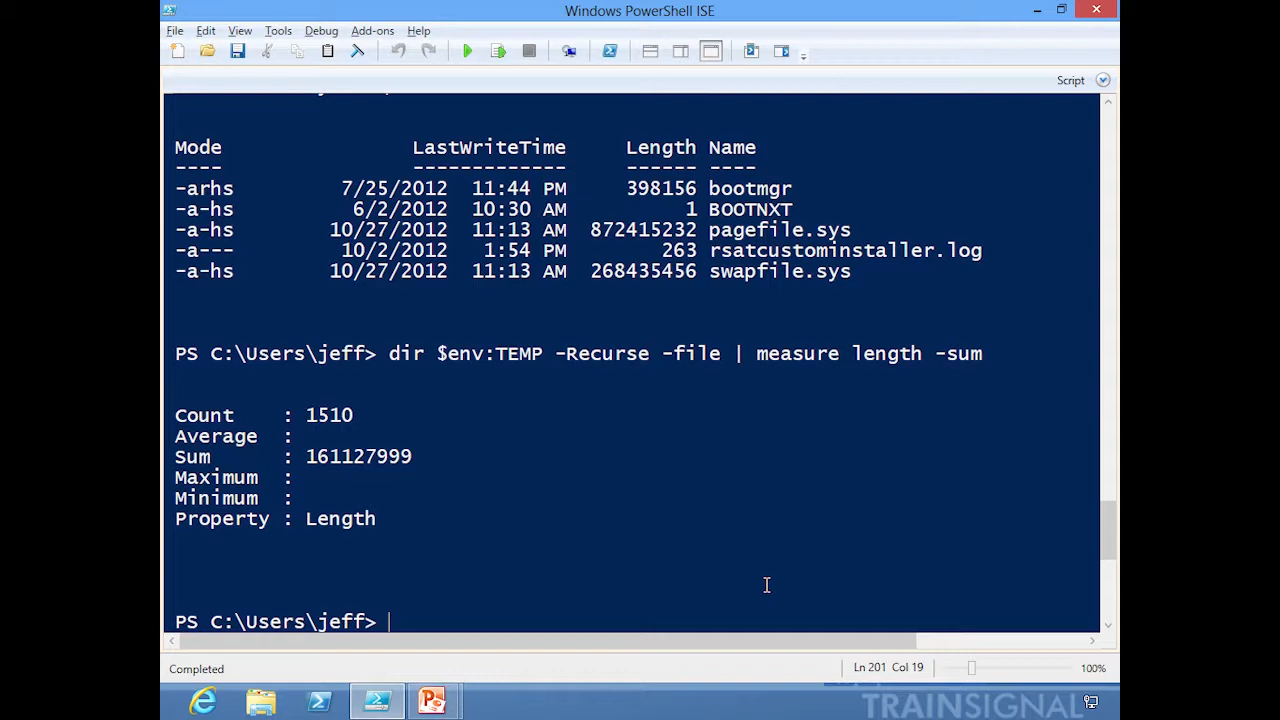 Windows PowerShell ISE
File Edit View Tools Debug Add-ons Help
Script
Mode LastWriteTime Length Name
---- ------------- ------ ----
-arhs 7/25/2012 11:44 PM 398156 bootmgr
-a-hs 6/2/2012 10:30 AM 1 BOOTNXT
-a-hs 10/27/2012 11:13 AM 872415232 pagefile.sys
-a--- 10/2/2012 1:54 PM 263 rsatcustominstaller.log
-a-hs 10/27/2012 11:13 AM 268435456 swapfile.sys
PS C:\Users\jeff> dir $env:TEMP -Recurse -file | measure length -sum
Count : 1510
Average :
Sum : 161127999
Maximum :
Minimum :
Property : Length
PS C:\Users\jeff>
Completed Ln 201 Col 19 100%
TRAINSIGNAL